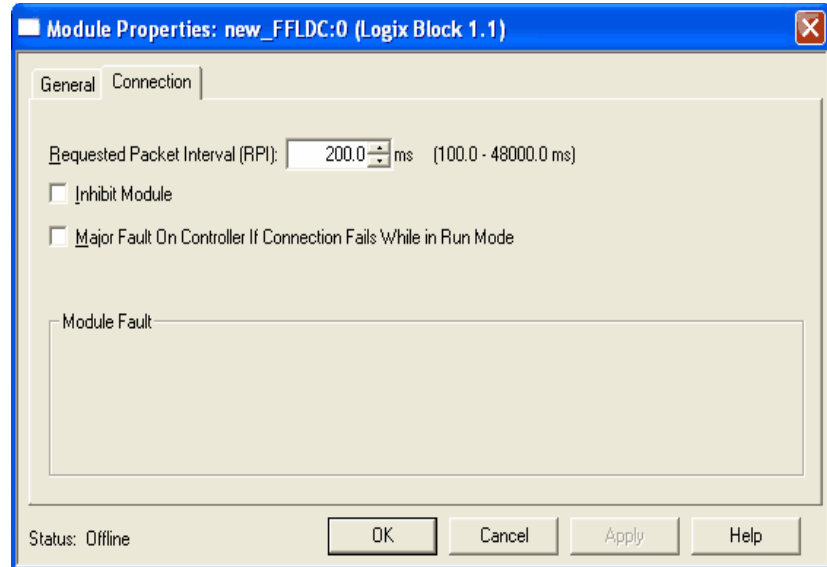 Module Properties: new_FFLDC:0 (Logix Block 1.1)
General Connection
Requested Packet Interval (RPI): 200.0 ms (100.0 - 48000.0 ms)
Inhibit Module
Major Fault On Controller If Connection Fails While in Run Mode
Module Fault
Status: Offline OK Cancel Apply Help